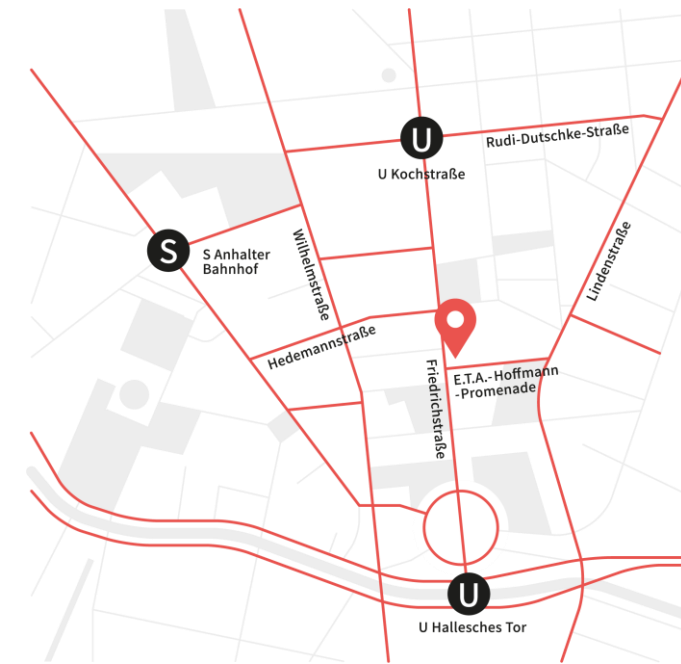 U
Rudi-Dutschke-Straße
U Kochstraße
S
S Anhalter
Bahnhof
Wilhelmstraße
Lindenstraße
Hedemannstraße
Friedrichstraße
E.T.A.-Hoffmann
-Promenade
U
U Hallesches Tor